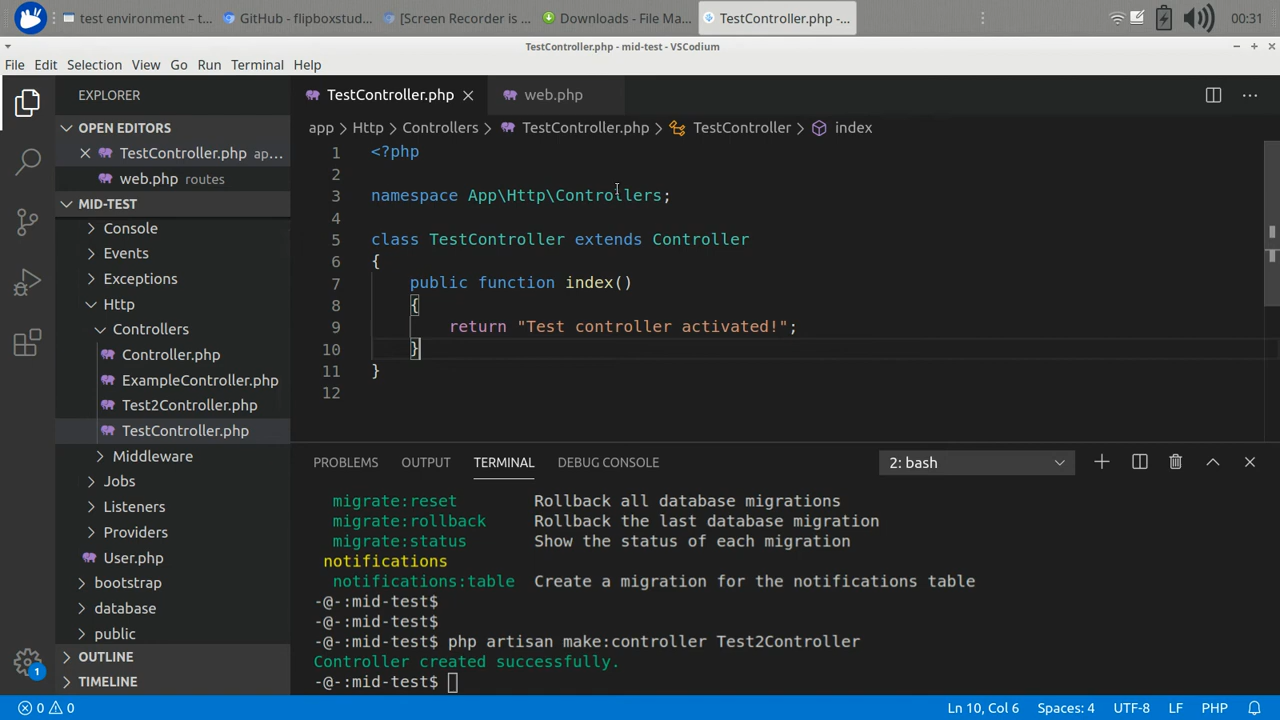 test environment – t...
GitHub - flipboxstud...
[Screen Recorder is ...
Downloads - File Ma...
TestController.php -...
00:31
TestController.php - mid-test - VSCodium
File Edit Selection View Go Run Terminal Help
EXPLORER
OPEN EDITORS
TestController.php ap...
web.php routes
MID-TEST
Console
Events
Exceptions
Http
Controllers
Controller.php
ExampleController.php
Test2Controller.php
TestController.php
Middleware
Jobs
Listeners
Providers
User.php
bootstrap
database
public
OUTLINE
TIMELINE
1
TestController.php
web.php
app > Http > Controllers > TestController.php > TestController > index
1 <?php
2
3 namespace App\Http\Controllers;
4
5 class TestController extends Controller
6 {
7 public function index()
8 {
9 return "Test controller activated!";
10 }
11 }
12
PROBLEMS OUTPUT TERMINAL DEBUG CONSOLE
2: bash
migrate:reset Rollback all database migrations
migrate:rollback Rollback the last database migration
migrate:status Show the status of each migration
notifications
notifications:table Create a migration for the notifications table
-@-:mid-test$
-@-:mid-test$
-@-:mid-test$ php artisan make:controller Test2Controller
Controller created successfully.
-@-:mid-test$
0 0
Ln 10, Col 6 Spaces: 4 UTF-8 LF PHP